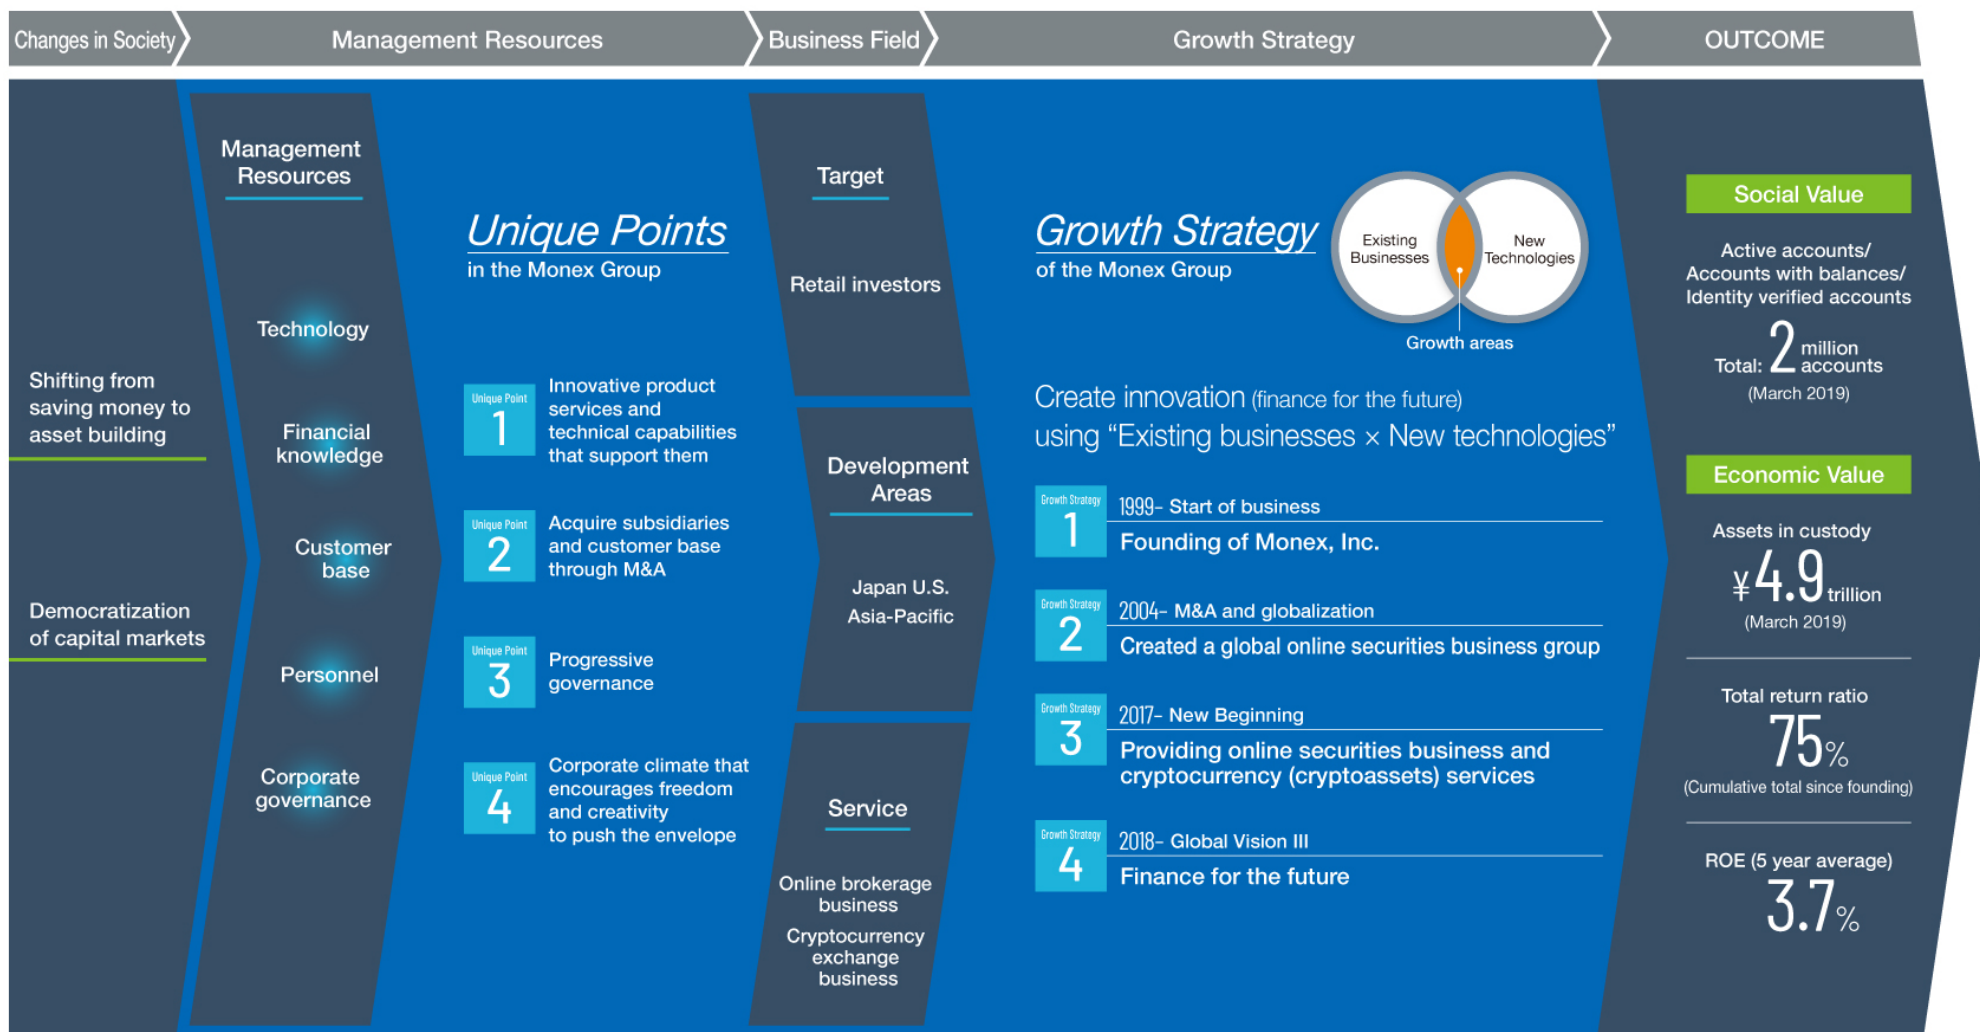 Changes in Society
Management Resources
Business Field
Growth Strategy
OUTCOME
Shifting from
saving money to
asset building
Democratization
of capital markets
Management
Resources
Technology
Financial
knowledge
Customer
base
Personnel
Corporate
governance
Unique Points
in the Monex Group
Unique Point
1
Innovative product
services and
technical capabilities
that support them
Unique Point
2
Acquire subsidiaries
and customer base
through M&A
Unique Point
3
Progressive
governance
Unique Point
4
Corporate climate that
encourages freedom
and creativity
to push the envelope
Target
Retail investors
Development
Areas
Japan U.S.
Asia-Pacific
Service
Online brokerage
business
Cryptocurrency
exchange
business
Growth Strategy
of the Monex Group
Existing
Businesses
New
Technologies
Growth areas
Create innovation (finance for the future)
using “Existing businesses × New technologies”
Growth Strategy
1
1999– Start of business
Founding of Monex, Inc.
Growth Strategy
2
2004– M&A and globalization
Created a global online securities business group
Growth Strategy
3
2017– New Beginning
Providing online securities business and
cryptocurrency (cryptoassets) services
Growth Strategy
4
2018– Global Vision III
Finance for the future
Social Value
Active accounts/
Accounts with balances/
Identity verified accounts
Total: 2 million accounts
(March 2019)
Economic Value
Assets in custody
¥4.9 trillion
(March 2019)
Total return ratio
75%
(Cumulative total since founding)
ROE (5 year average)
3.7%